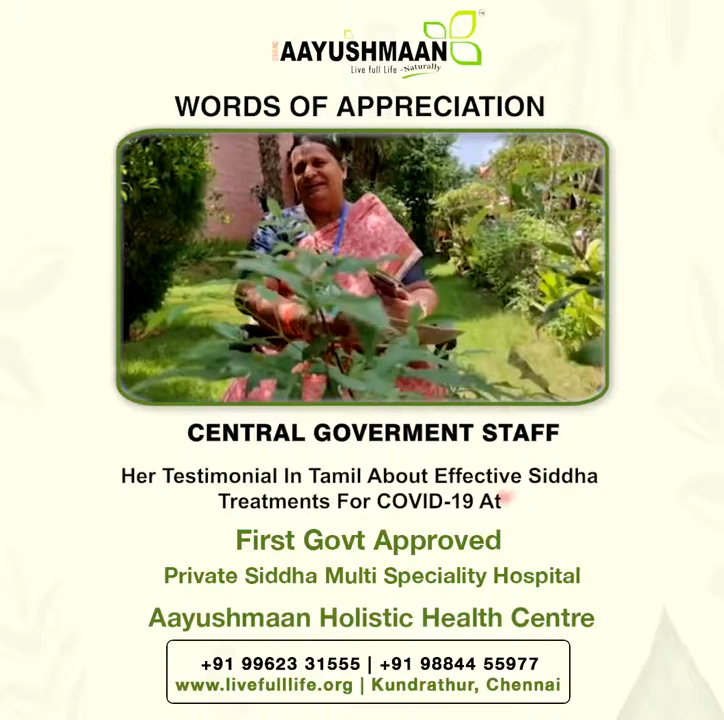 STERLING
AAYUSHMAAN
TM
Live full Life - Naturally
WORDS OF APPRECIATION
CENTRAL GOVERMENT STAFF
Her Testimonial In Tamil About Effective Siddha
Treatments For COVID-19 At
First Govt Approved
Private Siddha Multi Speciality Hospital
Aayushmaan Holistic Health Centre
+91 99623 31555 | +91 98844 55977
www.livefulllife.org | Kundrathur, Chennai